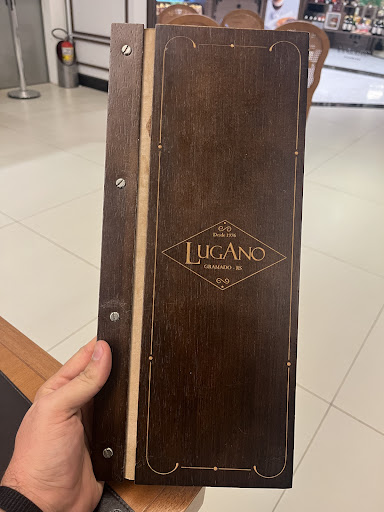 Desde 1976
LUGANO
GRAMADO - RS